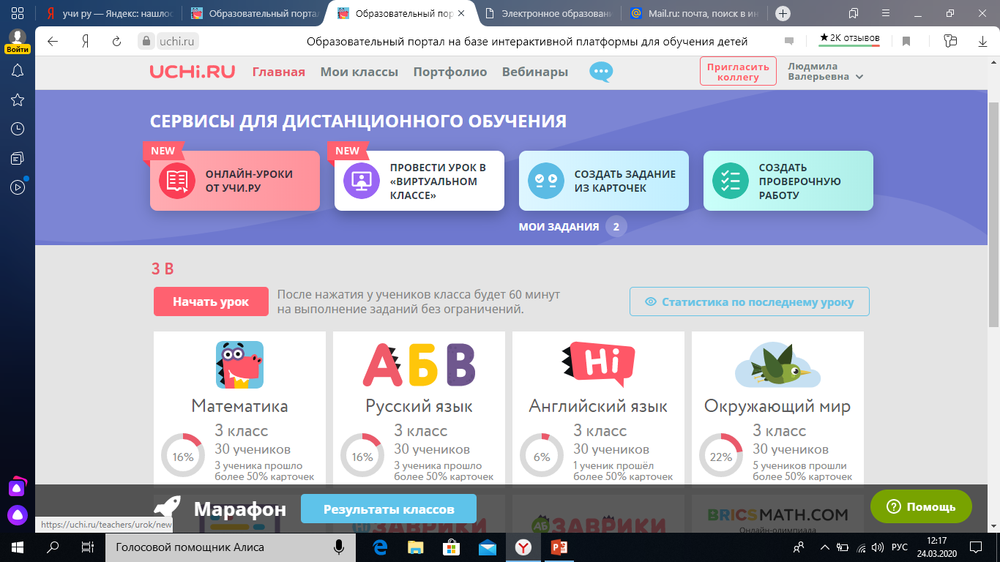 учи ру — Яндекс: нашлос
Образовательный портал
Образовательный пор
Электронное образовани
Mail.ru: почта, поиск в ин
Войти
uchi.ru
Образовательный портал на базе интерактивной платформы для обучения детей
★2К отзывов
UCHi.RU
Главная
Мои классы
Портфолио
Вебинары
Пригласить
коллегу
Людмила
Валерьевна
СЕРВИСЫ ДЛЯ ДИСТАНЦИОННОГО ОБУЧЕНИЯ
NEW
ОНЛАЙН-УРОКИ
ОТ УЧИ.РУ
NEW
ПРОВЕСТИ УРОК В
«ВИРТУАЛЬНОМ
КЛАССЕ»
СОЗДАТЬ ЗАДАНИЕ
ИЗ КАРТОЧЕК
СОЗДАТЬ
ПРОВЕРОЧНУЮ
РАБОТУ
МОИ ЗАДАНИЯ 2
3 В
Начать урок
После нажатия у учеников класса будет 60 минут
на выполнение заданий без ограничений.
Статистика по последнему уроку
Математика
3 класс
30 учеников
16%
3 ученика прошло
более 50% карточек
АБВ
Русский язык
3 класс
30 учеников
16%
3 ученика прошло
более 50% карточек
Hi
Английский язык
3 класс
30 учеников
6%
1 ученик прошёл
более 50% карточек
Окружающий мир
3 класс
30 учеников
22%
5 учеников прошли
более 50% карточек
Марафон
Результаты классов
Hi ЗАВРИКИ
АБ ЗАВРИКИ
BRICSMATH.COM
Онлайн-олимпиада
Помощь
https://uchi.ru/teachers/urok/new
Голосовой помощник Алиса
РУС
12:17
24.03.2020